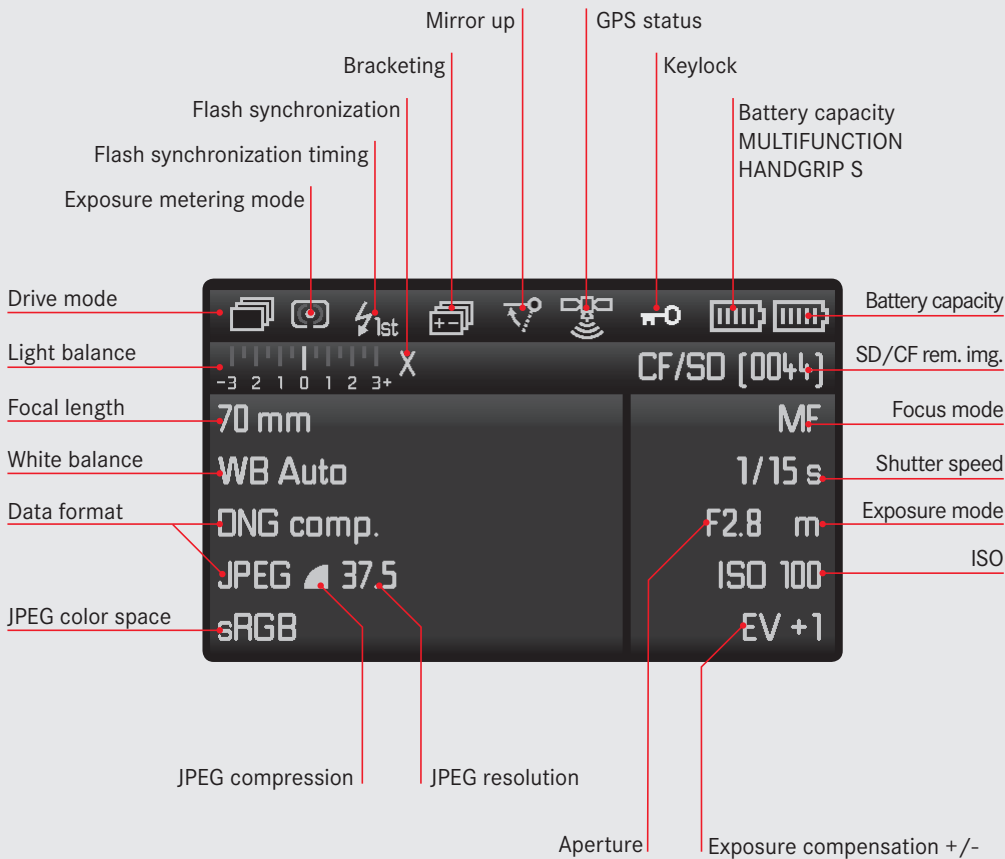 Mirror up
GPS status
Bracketing
Keylock
Flash synchronization
Battery capacity
MULTIFUNCTION
HANDGRIP S
Flash synchronization timing
Exposure metering mode
Drive mode
1st
+ -
Battery capacity
Light balance
-3 2 1 0 1 2 3+
X
CF/SD [0044]
SD/CF rem. img.
Focal length
70 mm
MF
Focus mode
White balance
WB Auto
1/15 s
Shutter speed
Data format
DNG comp.
F2.8 m
Exposure mode
JPEG 37.5
ISO 100
ISO
JPEG color space
sRGB
EV +1
JPEG compression
JPEG resolution
Aperture
Exposure compensation +/-